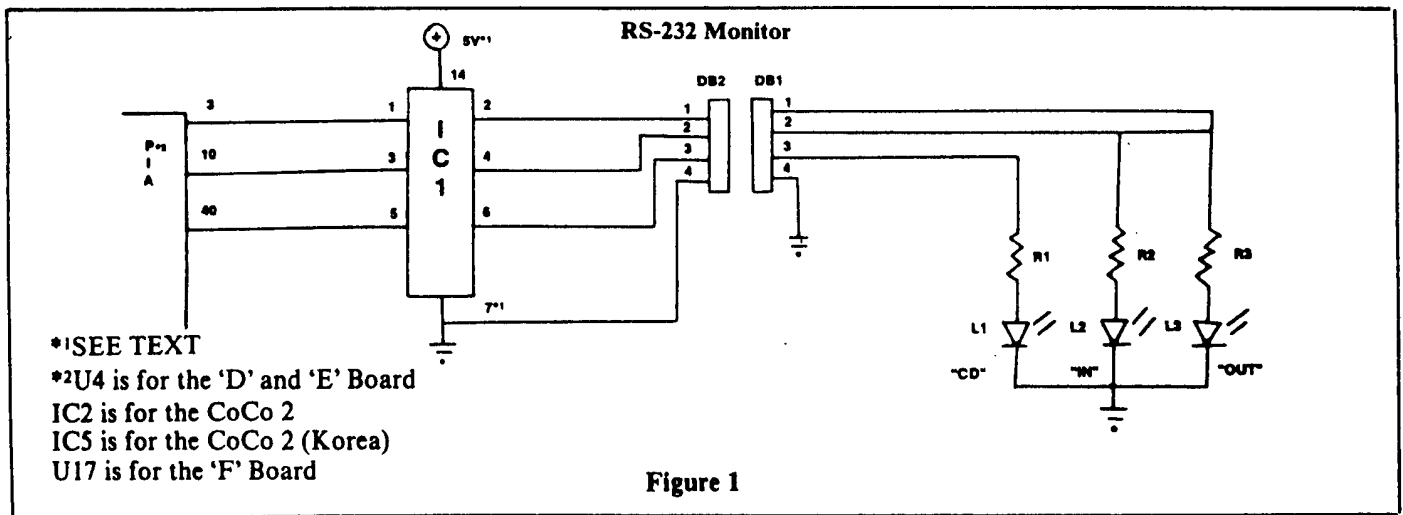 RS-232 Monitor
5V*1
14
DB2 DB1
3 1 2 1 1
2 2
P*2 I A
I C 1
10 3 4 3 3
4 4
40 5 6
7*1
R1 R2 R3
L1 L2 L3
"CD" "IN" "OUT"
*1SEE TEXT
*2U4 is for the 'D' and 'E' Board
IC2 is for the CoCo 2
IC5 is for the CoCo 2 (Korea)
U17 is for the 'F' Board
Figure 1